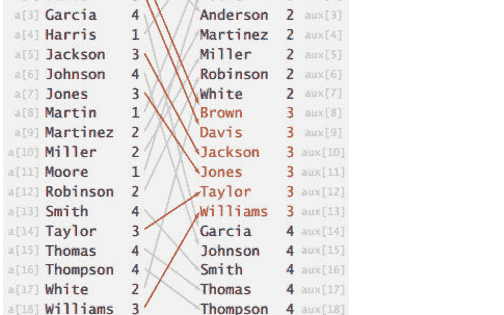 a[3] Garcia 4 Anderson 2 aux[3]
a[4] Harris 1 Martinez 2 aux[4]
a[5] Jackson 3 Miller 2 aux[5]
a[6] Johnson 4 Robinson 2 aux[6]
a[7] Jones 3 White 2 aux[7]
a[8] Martin 1 Brown 3 aux[8]
a[9] Martinez 2 Davis 3 aux[9]
a[10] Miller 2 Jackson 3 aux[10]
a[11] Moore 1 Jones 3 aux[11]
a[12] Robinson 2 Taylor 3 aux[12]
a[13] Smith 4 Williams 3 aux[13]
a[14] Taylor 3 Garcia 4 aux[14]
a[15] Thomas 4 Johnson 4 aux[15]
a[16] Thompson 4 Smith 4 aux[16]
a[17] White 2 Thomas 4 aux[17]
a[18] Williams 3 Thompson 4 aux[18]